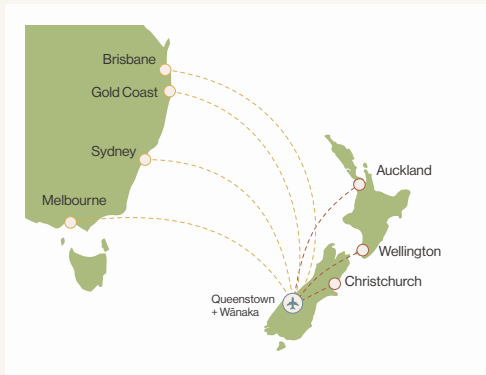 Brisbane
Gold Coast
Sydney
Melbourne
Auckland
Wellington
Christchurch
Queenstown
+ Wānaka